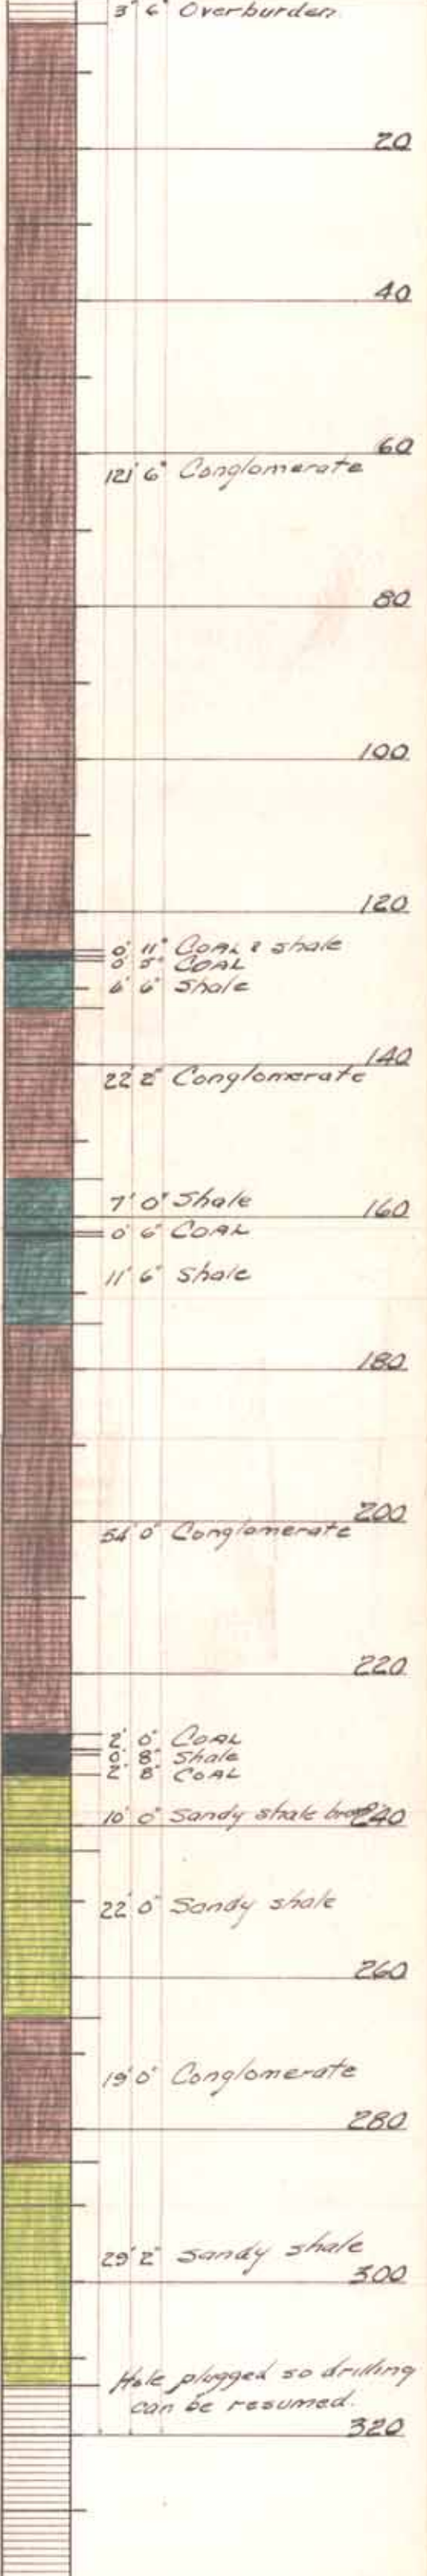 3' 6" Overburden
20
40
60
121' 6" Conglomerate
80
100
120
0' 11" COAL & Shale
0' 5" COAL
6' 6" Shale
140
22' 2" Conglomerate
7' 0" Shale
160
0' 6" COAL
11' 6" Shale
180
200
54' 0" Conglomerate
220
2' 0" COAL
0' 8" Shale
2' 8" COAL
10' 0" Sandy shale
240
22' 0" Sandy shale
260
19' 0" Conglomerate
280
29' 2" Sandy shale
300
Hole plugged so drilling
can be resumed.
320